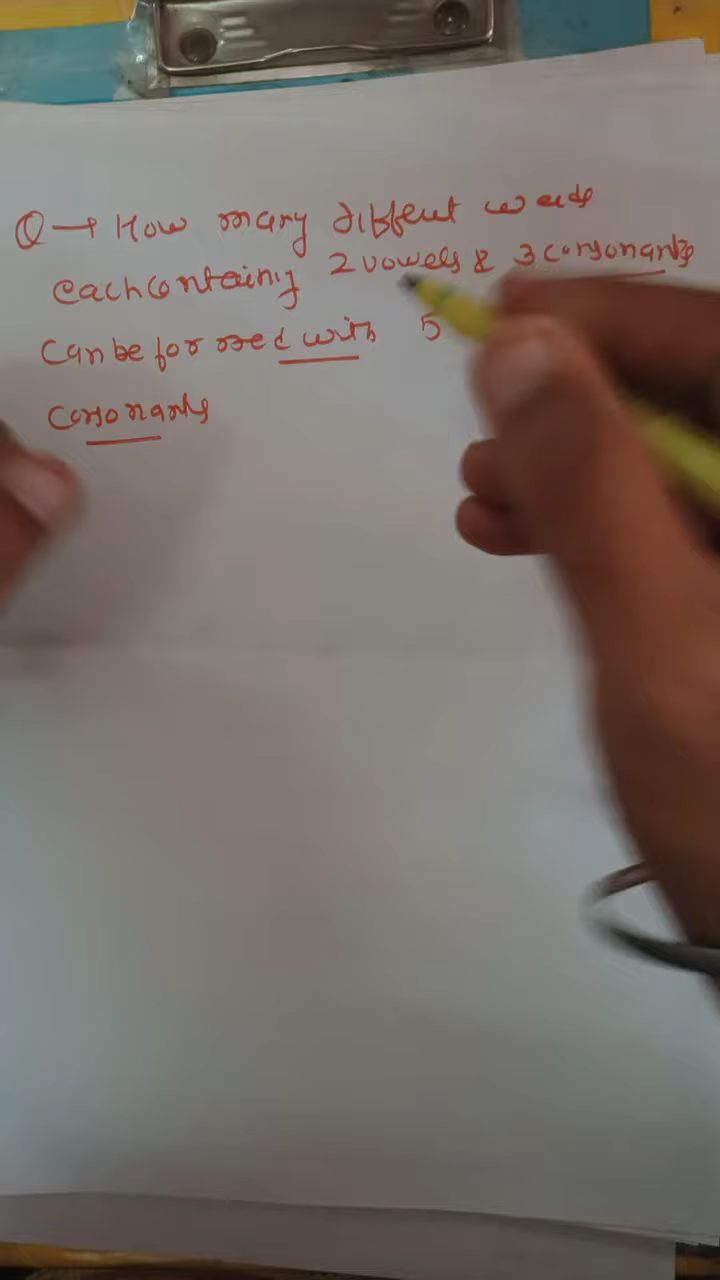 Q → How many different words
each containing 2 vowels & 3 consonants
can be formed with 5
consonants